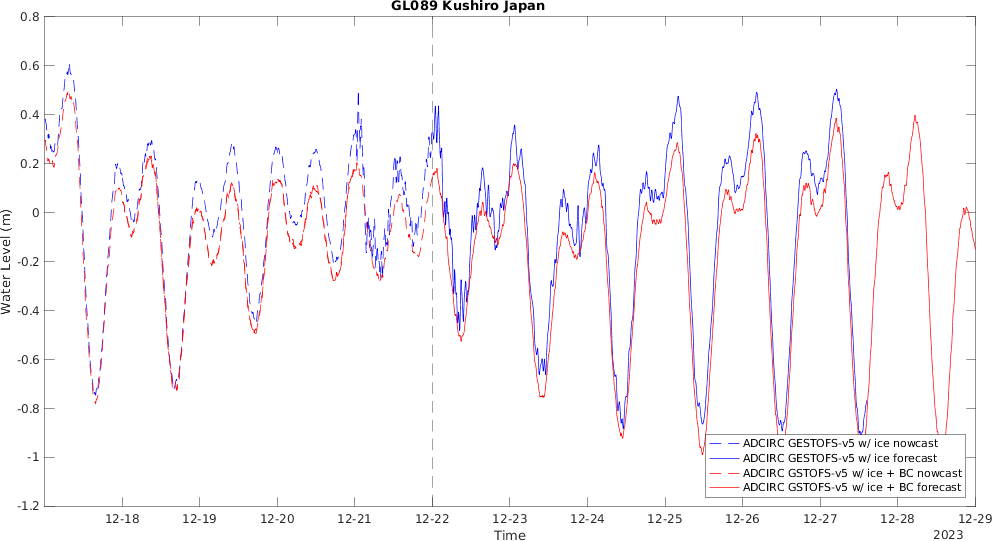 GL089 Kushiro Japan
0.8
0.6
0.4
0.2
0
-0.2
-0.4
-0.6
-0.8
-1
-1.2
Water Level (m)
ADCIRC GESTOFS-v5 w/ ice nowcast
ADCIRC GESTOFS-v5 w/ ice forecast
ADCIRC GSTOFS-v5 w/ ice + BC nowcast
ADCIRC GSTOFS-v5 w/ ice + BC forecast
12-18 12-19 12-20 12-21 12-22 12-23 12-24 12-25 12-26 12-27 12-28 12-29
Time
2023